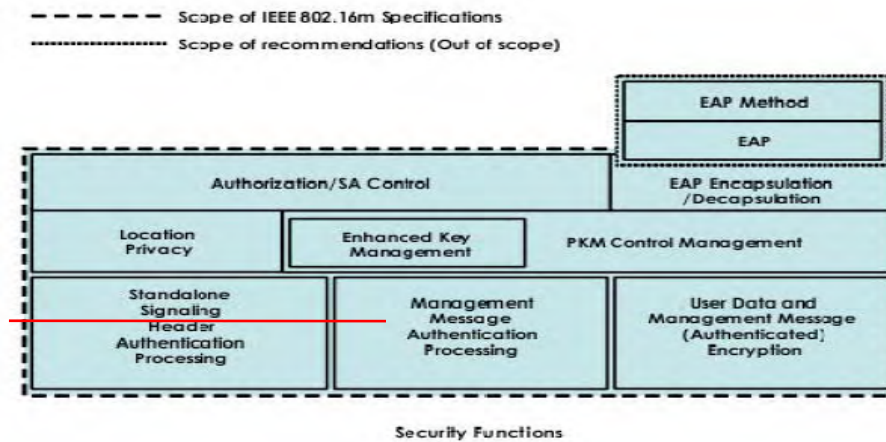 Scope of IEEE 802.16m Specifications
Scope of recommendations (Out of scope)
EAP Method
EAP
Authorization/SA Control
EAP Encapsulation
/Decapsulation
Location
Privacy
Enhanced Key
Management
PKM Control Management
Standalone
Signaling
Header
Authentication
Processing
Management
Message
Authentication
Processing
User Data and
Management Message
(Authenticated)
Encryption
Security Functions